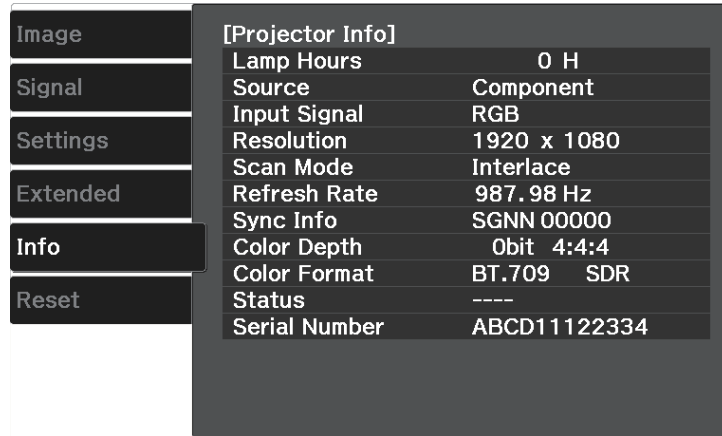 Image
Signal
Settings
Extended
Info
Reset
[Projector Info]
Lamp Hours 0 H
Source Component
Input Signal RGB
Resolution 1920 x 1080
Scan Mode Interlace
Refresh Rate 987.98 Hz
Sync Info SGNN 00000
Color Depth 0bit 4:4:4
Color Format BT.709 SDR
Status ----
Serial Number ABCD11122334